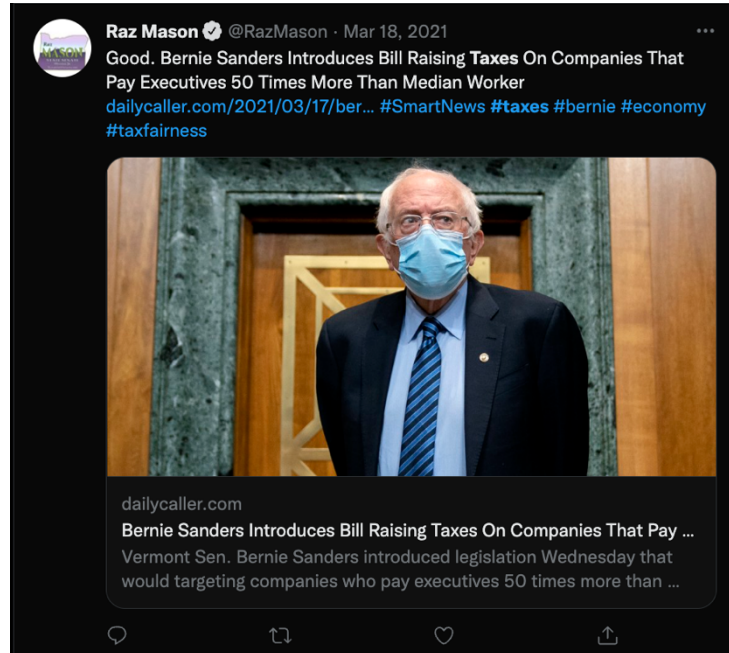 Raz Mason @RazMason · Mar 18, 2021
Good. Bernie Sanders Introduces Bill Raising Taxes On Companies That
Pay Executives 50 Times More Than Median Worker
dailycaller.com/2021/03/17/ber... #SmartNews #taxes #bernie #economy
#taxfairness
dailycaller.com
Bernie Sanders Introduces Bill Raising Taxes On Companies That Pay ...
Vermont Sen. Bernie Sanders introduced legislation Wednesday that
would targeting companies who pay executives 50 times more than ...